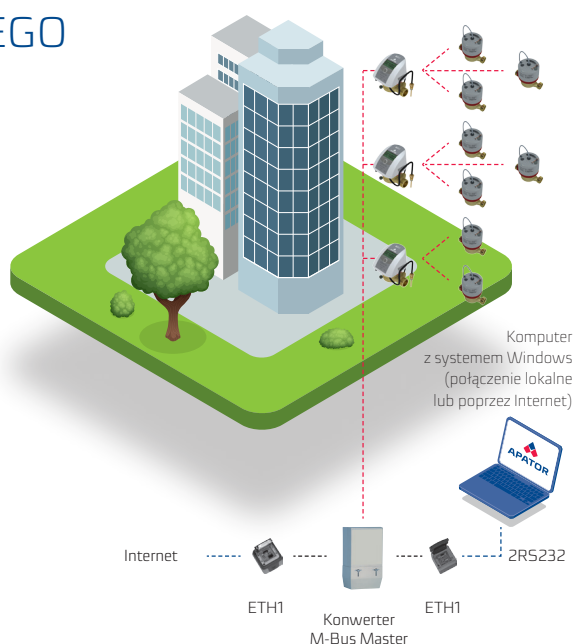 EGO
Komputer
z systemem Windows
(połączenie lokalne
lub poprzez Internet)
APATOR
Internet
2RS232
ETH1
ETH1
Konwerter
M-Bus Master